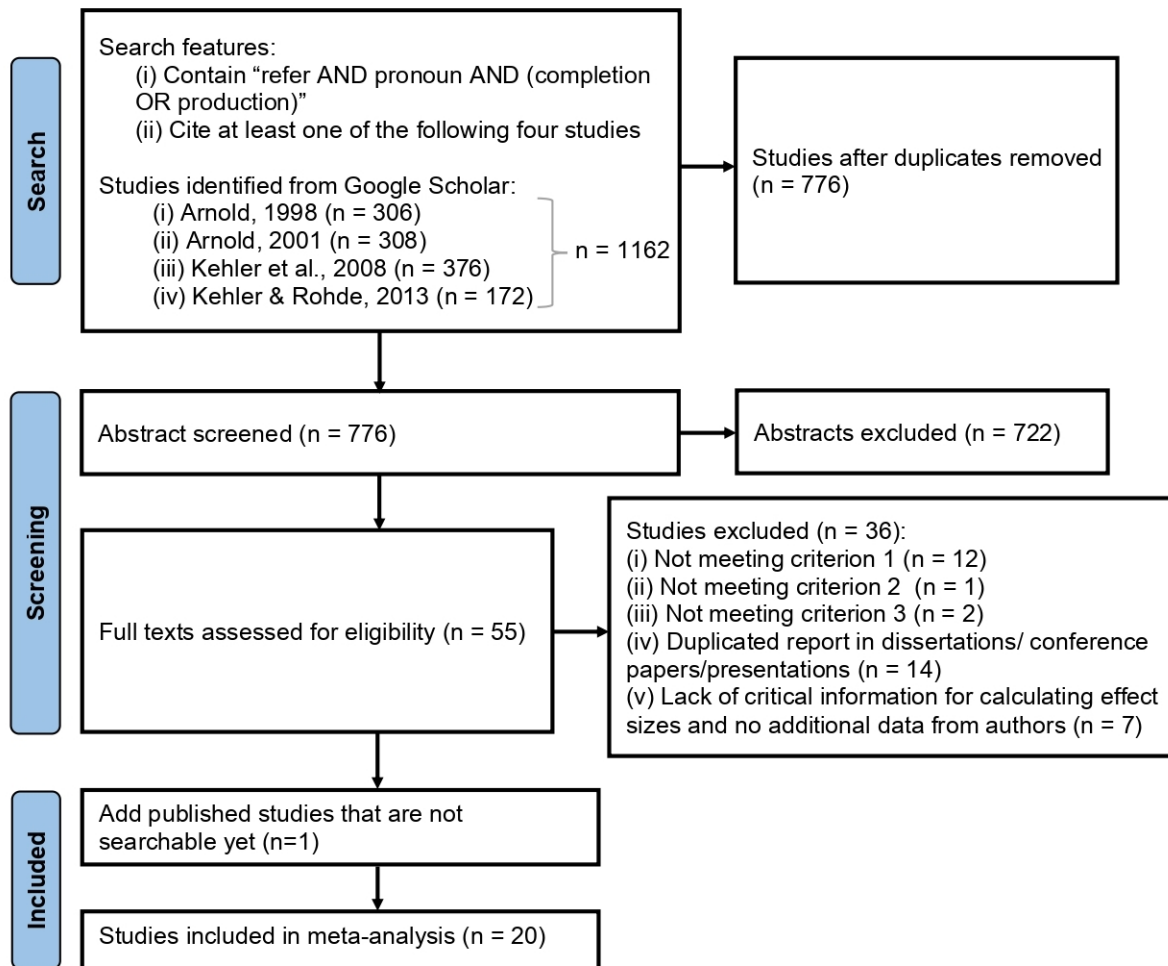 Search
Search features:
(i) Contain “refer AND pronoun AND (completion
OR production)”
(ii) Cite at least one of the following four studies
Studies identified from Google Scholar:
(i) Arnold, 1998 (n = 306)
(ii) Arnold, 2001 (n = 308)
(iii) Kehler et al., 2008 (n = 376)
(iv) Kehler & Rohde, 2013 (n = 172)
n = 1162
Studies after duplicates removed
(n = 776)
Screening
Abstract screened (n = 776)
Abstracts excluded (n = 722)
Full texts assessed for eligibility (n = 55)
Studies excluded (n = 36):
(i) Not meeting criterion 1 (n = 12)
(ii) Not meeting criterion 2 (n = 1)
(iii) Not meeting criterion 3 (n = 2)
(iv) Duplicated report in dissertations/ conference
papers/presentations (n = 14)
(v) Lack of critical information for calculating effect
sizes and no additional data from authors (n = 7)
Included
Add published studies that are not
searchable yet (n=1)
Studies included in meta-analysis (n = 20)